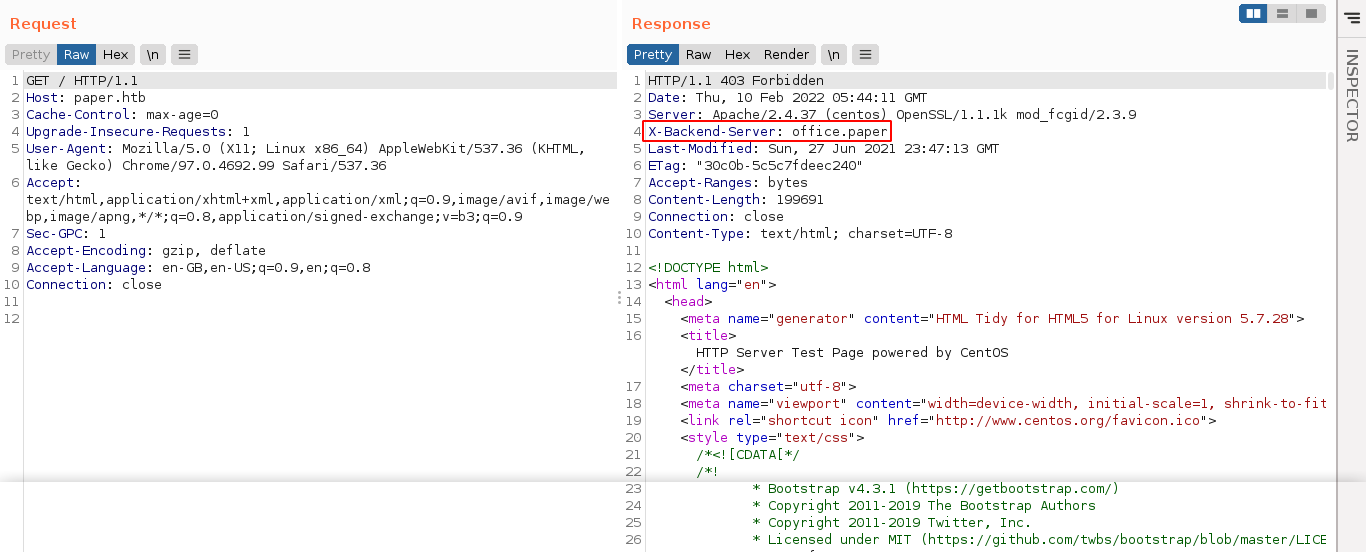 Request
Pretty Raw Hex \n
1 GET / HTTP/1.1
2 Host: paper.htb
3 Cache-Control: max-age=0
4 Upgrade-Insecure-Requests: 1
5 User-Agent: Mozilla/5.0 (X11; Linux x86_64) AppleWebKit/537.36 (KHTML,
like Gecko) Chrome/97.0.4692.99 Safari/537.36
6 Accept:
text/html,application/xhtml+xml,application/xml;q=0.9,image/avif,image/we
bp,image/apng,*/*;q=0.8,application/signed-exchange;v=b3;q=0.9
7 Sec-GPC: 1
8 Accept-Encoding: gzip, deflate
9 Accept-Language: en-GB,en-US;q=0.9,en;q=0.8
10 Connection: close
11
12
Response
Pretty Raw Hex Render \n
1 HTTP/1.1 403 Forbidden
2 Date: Thu, 10 Feb 2022 05:44:11 GMT
3 Server: Apache/2.4.37 (centos) OpenSSL/1.1.1k mod_fcgid/2.3.9
4 X-Backend-Server: office.paper
5 Last-Modified: Sun, 27 Jun 2021 23:47:13 GMT
6 ETag: "30c0b-5c5c7fdeec240"
7 Accept-Ranges: bytes
8 Content-Length: 199691
9 Connection: close
10 Content-Type: text/html; charset=UTF-8
11
12 <!DOCTYPE html>
13 <html lang="en">
14 <head>
15 <meta name="generator" content="HTML Tidy for HTML5 for Linux version 5.7.28">
16 <title>
HTTP Server Test Page powered by CentOS
</title>
17 <meta charset="utf-8">
18 <meta name="viewport" content="width=device-width, initial-scale=1, shrink-to-fit
19 <link rel="shortcut icon" href="http://www.centos.org/favicon.ico">
20 <style type="text/css">
21 /*<![CDATA[*/
22 /*!
23 * Bootstrap v4.3.1 (https://getbootstrap.com/)
24 * Copyright 2011-2019 The Bootstrap Authors
25 * Copyright 2011-2019 Twitter, Inc.
26 * Licensed under MIT (https://github.com/twbs/bootstrap/blob/master/LICE
INSPECTOR